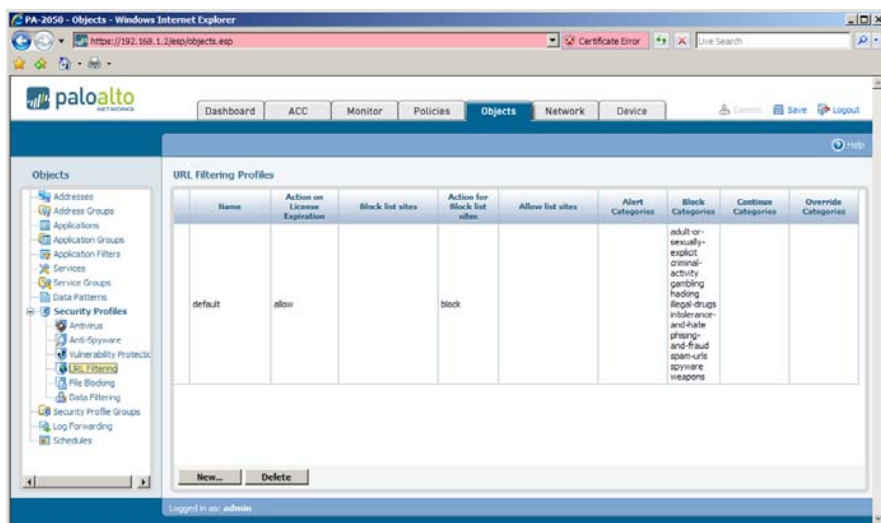 PA-2050 - Objects - Windows Internet Explorer
https://192.168.1.2/esp/objects.esp
Certificate Error
Live Search
paloalto
NETWORKS
Dashboard
ACC
Monitor
Policies
Objects
Network
Device
Commit
Save
Logout
Help
Objects
Addresses
Address Groups
Applications
Application Groups
Application Filters
Services
Service Groups
Data Patterns
Security Profiles
Antivirus
Anti-Spyware
Vulnerability Protectic
URL Filtering
File Blocking
Data Filtering
Security Profile Groups
Log Forwarding
Schedules
URL Filtering Profiles
Name
Action on
License
Expiration
Block list sites
Action for
Block list
sites
Allow list sites
Alert
Categories
Block
Categories
Continue
Categories
Override
Categories
default
allow
block
adult-or-
sexually-
explicit
criminal-
activity
gambling
hacking
illegal-drugs
intolerance-
and-hate
phising-
and-fraud
spam-urls
spyware
weapons
New...
Delete
Logged in as: admin